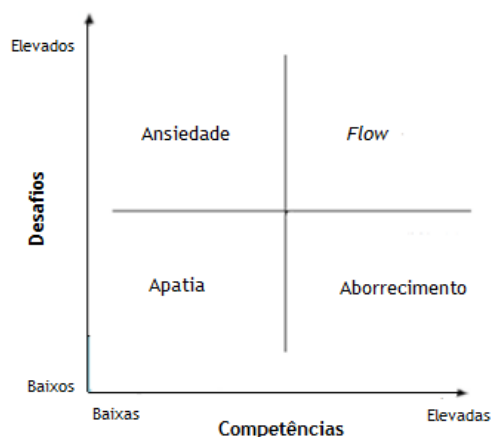 Elevados
Ansiedade
Flow
Desafios
Apatia
Aborrecimento
Baixos
Baixas
Elevadas
Competências